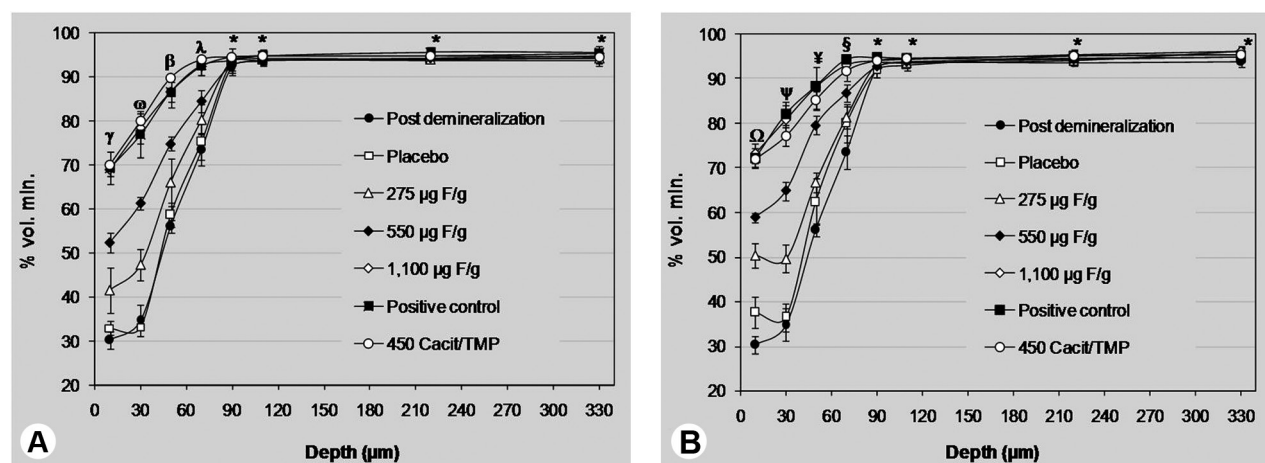 100
90
80
70
60
50
40
30
20
% vol. min.
γ
ω
β
λ
* *
*
*
Post demineralization
Placebo
275 µg F/g
550 µg F/g
1,100 µg F/g
Positive control
450 Cacit/TMP
0 30 60 90 120 150 180 210 240 270 300 330
Depth (µm)
A
100
90
80
70
60
50
40
30
20
% vol. min.
Ω
Ψ
¥
§
* *
*
*
Post demineralization
Placebo
275 µg F/g
550 µg F/g
1,100 µg F/g
Positive control
450 Cacit/TMP
0 30 60 90 120 150 180 210 240 270 300 330
Depth (µm)
B